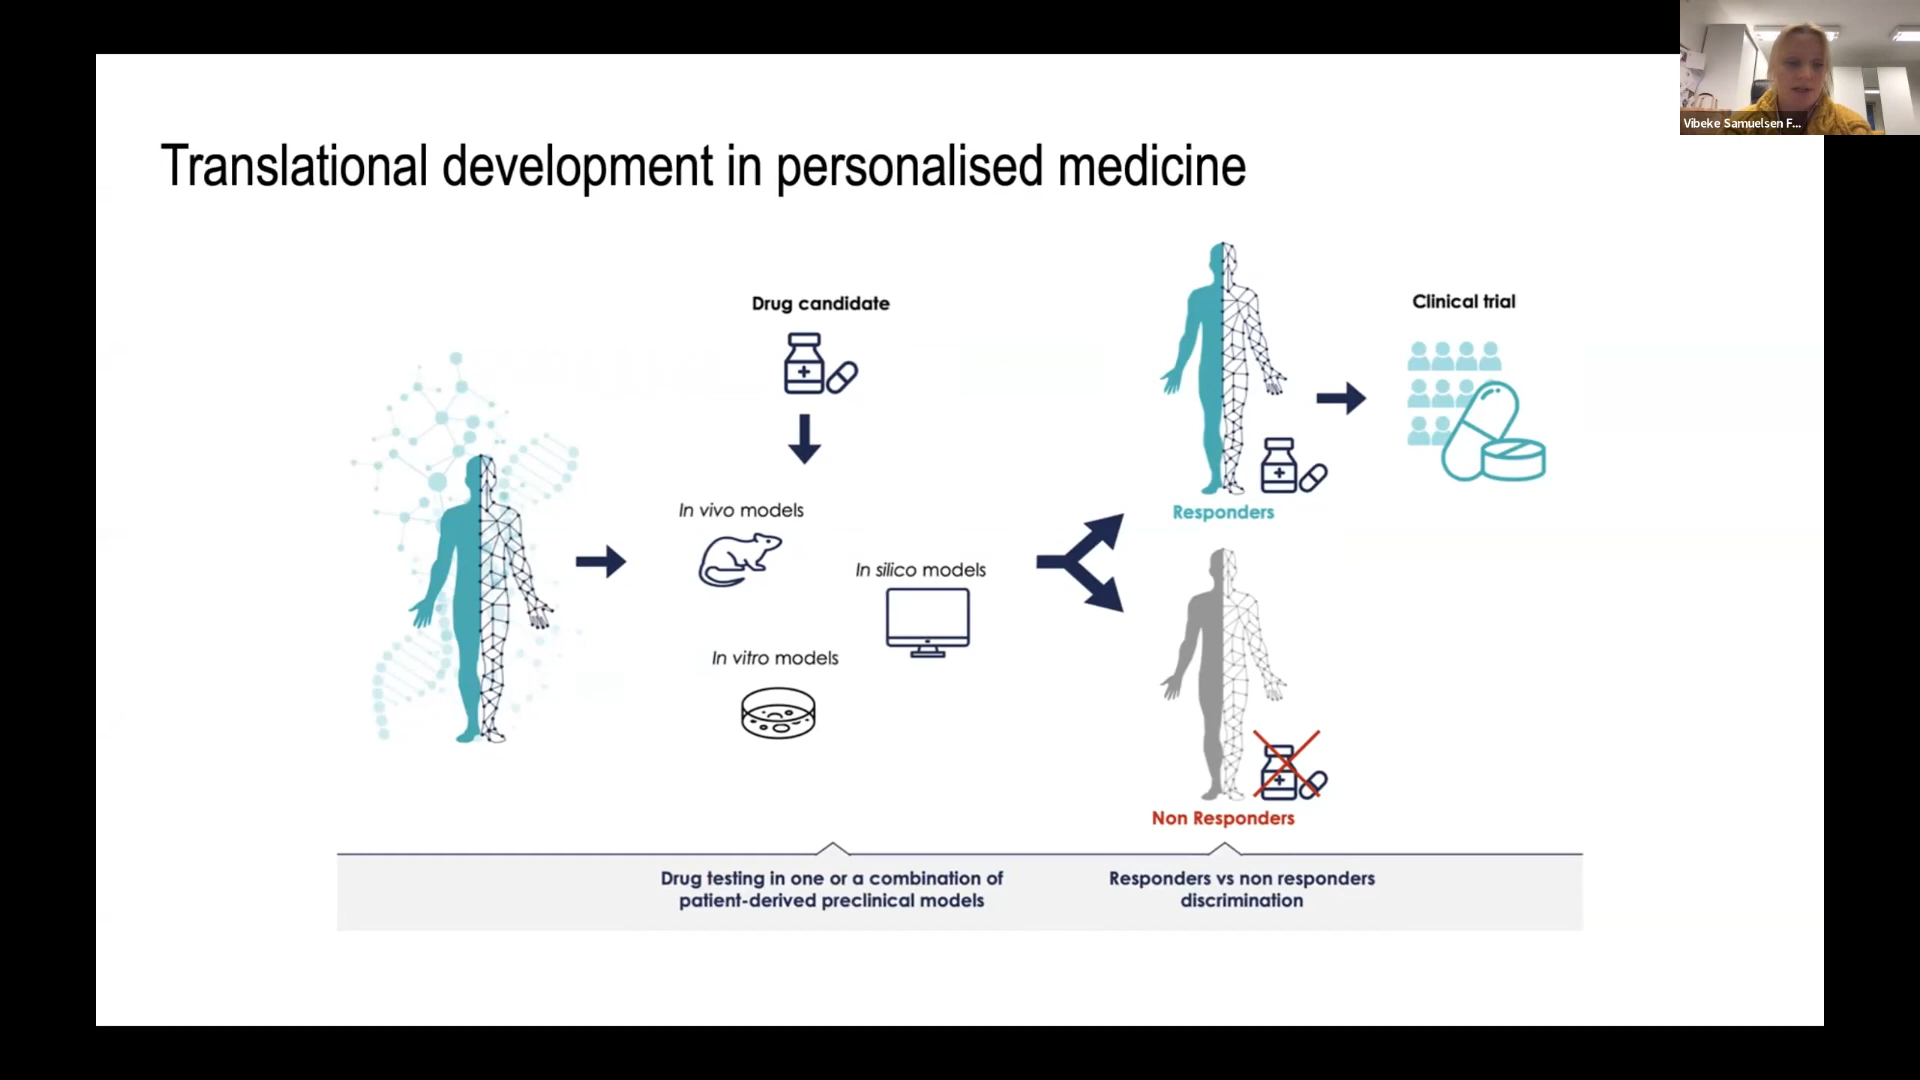 Vibeke Samuelsen F...
Translational development in personalised medicine
Drug candidate
Clinical trial
In vivo models
Responders
In silico models
In vitro models
Non Responders
Drug testing in one or a combination of
patient-derived preclinical models
Responders vs non responders
discrimination